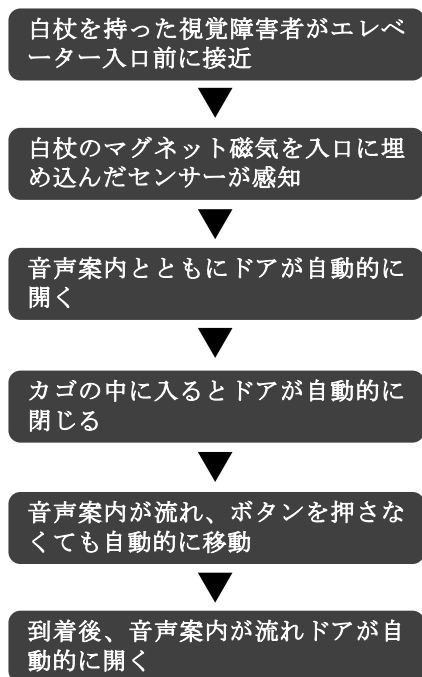 白杖を持った視覚障害者がエレベ
ーター入口前に接近
白杖のマグネット磁気を入口に埋
め込んだセンサーが感知
音声案内とともにドアが自動的に
開く
カゴの中に入るとドアが自動的に
閉じる
音声案内が流れ、ボタンを押さな
くても自動的に移動
到着後、音声案内が流れドアが自
動的に開く